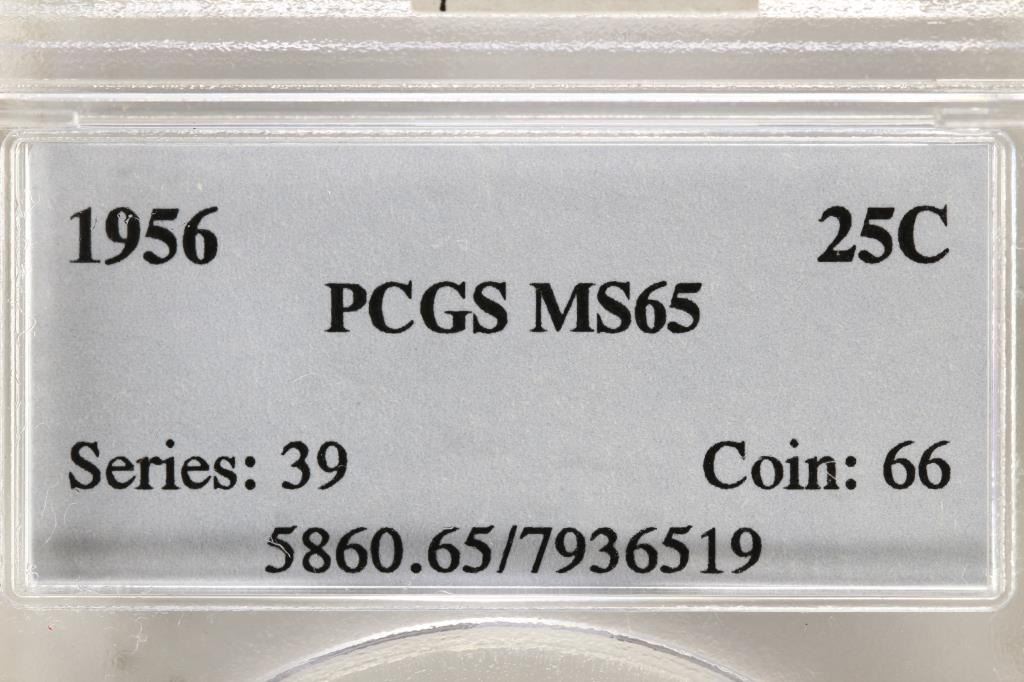 1956 25C
PCGS MS65
Series: 39 Coin: 66
5860.65/7936519